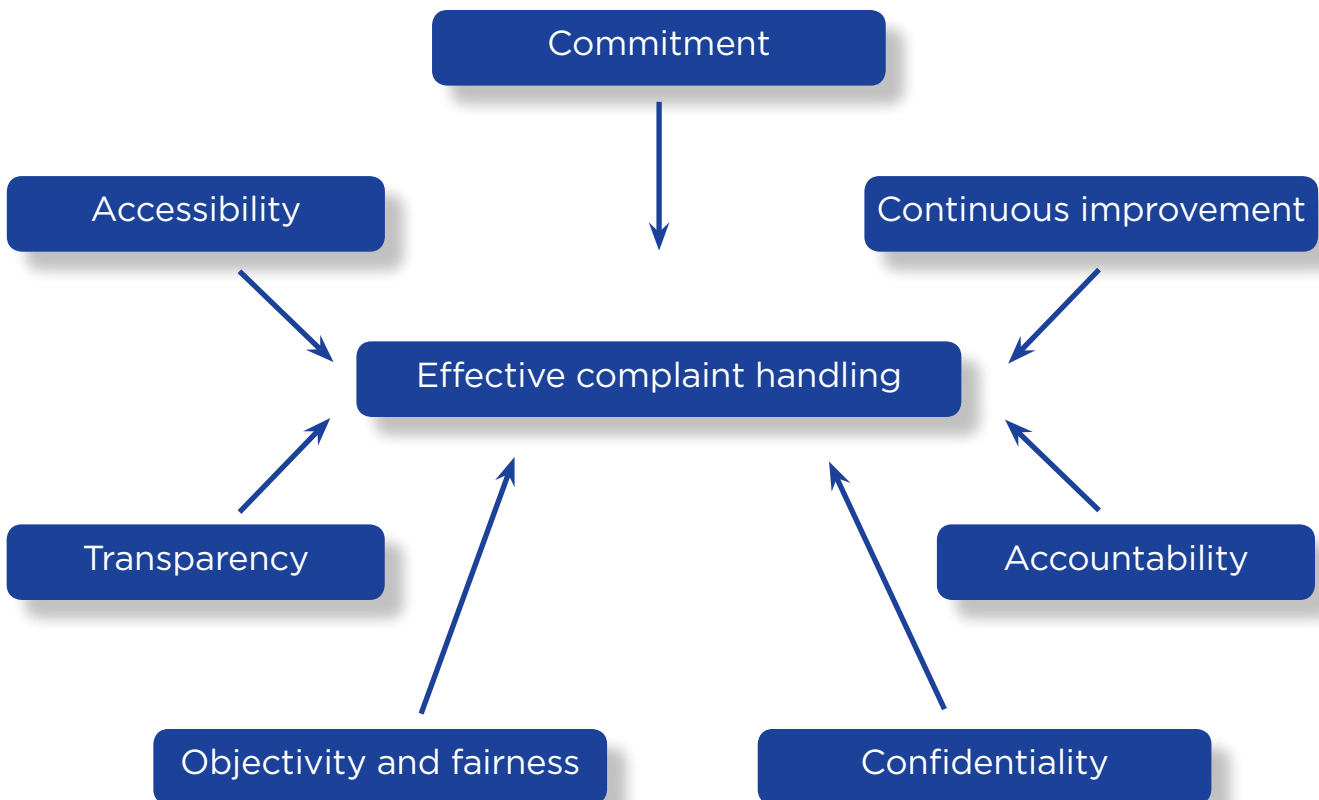 Commitment
Accessibility
Continuous improvement
Effective complaint handling
Transparency
Accountability
Objectivity and fairness
Confidentiality